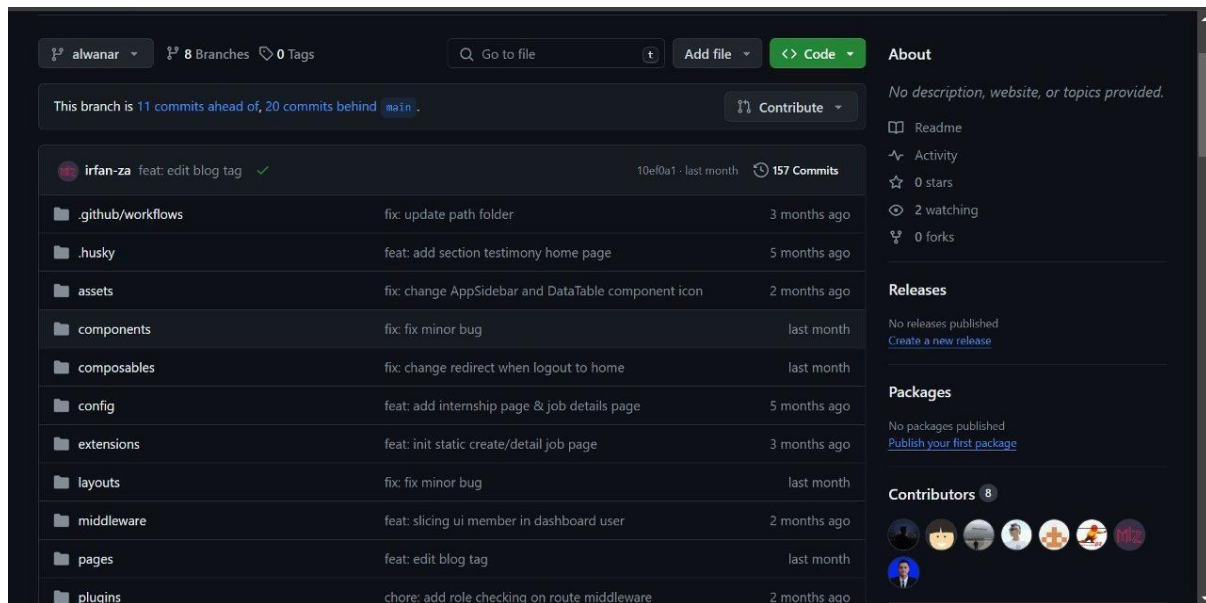 alwanar 8 Branches 0 Tags Go to file t Add file <> Code
This branch is 11 commits ahead of, 20 commits behind main . Contribute
irfan-za feat: edit blog tag 10ef0a1 · last month 157 Commits
.github/workflows fix: update path folder 3 months ago
.husky feat: add section testimony home page 5 months ago
assets fix: change AppSidebar and DataTable component icon 2 months ago
components fix: fix minor bug last month
composables fix: change redirect when logout to home last month
config feat: add internship page & job details page 5 months ago
extensions feat: init static create/detail job page 3 months ago
layouts fix: fix minor bug last month
middleware feat: slicing ui member in dashboard user 2 months ago
pages feat: edit blog tag last month
plugins chore: add role checking on route middleware 2 months ago
About
No description, website, or topics provided.
Readme
Activity
0 stars
2 watching
0 forks
Releases
No releases published
Create a new release
Packages
No packages published
Publish your first package
Contributors 8